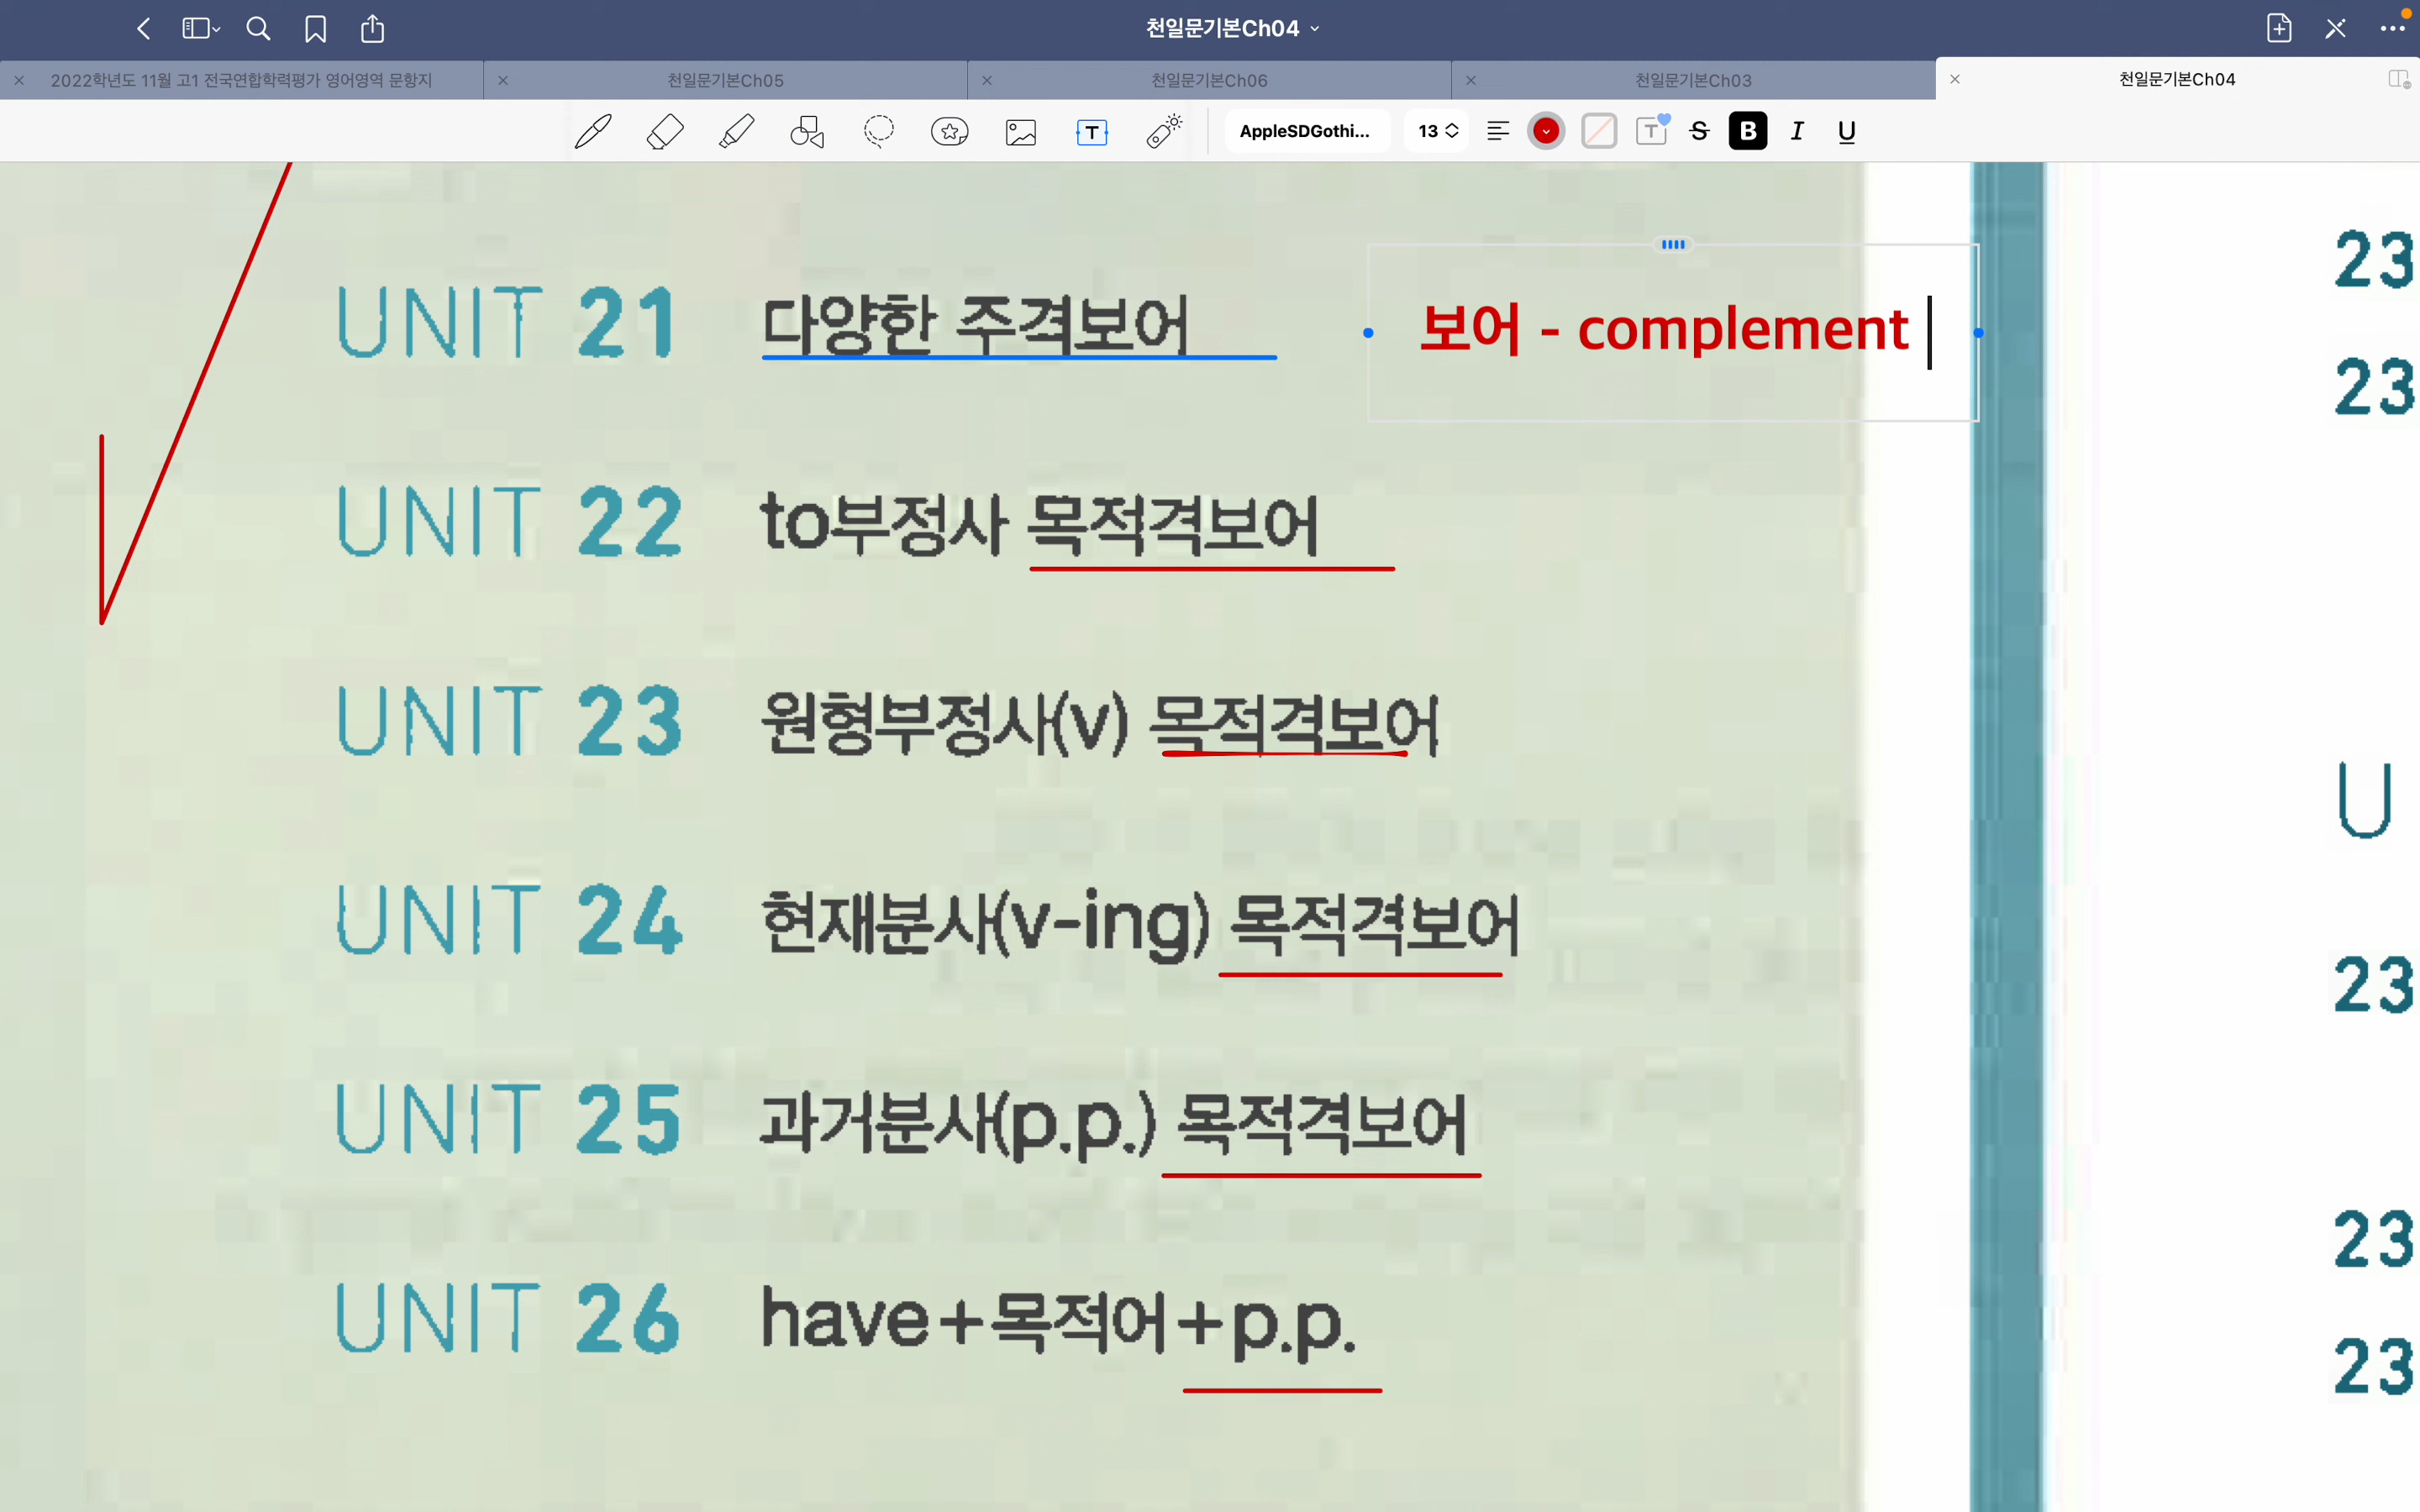 천일문기본Ch04
2022학년도 11월 고1 전국연합학력평가 영어영역 문항지
천일문기본Ch05
천일문기본Ch06
천일문기본Ch03
천일문기본Ch04
T
AppleSDGothi...
13
T
S
B
I
U
UNIT 21 다양한 주격보어
보어 - complement
UNIT 22 to부정사 목적격보어
UNIT 23 원형부정사(v) 목적격보어
UNIT 24 현재분사(v-ing) 목적격보어
UNIT 25 과거분사(p.p.) 목적격보어
UNIT 26 have+목적어+p.p.
23
23
U
23
23
23